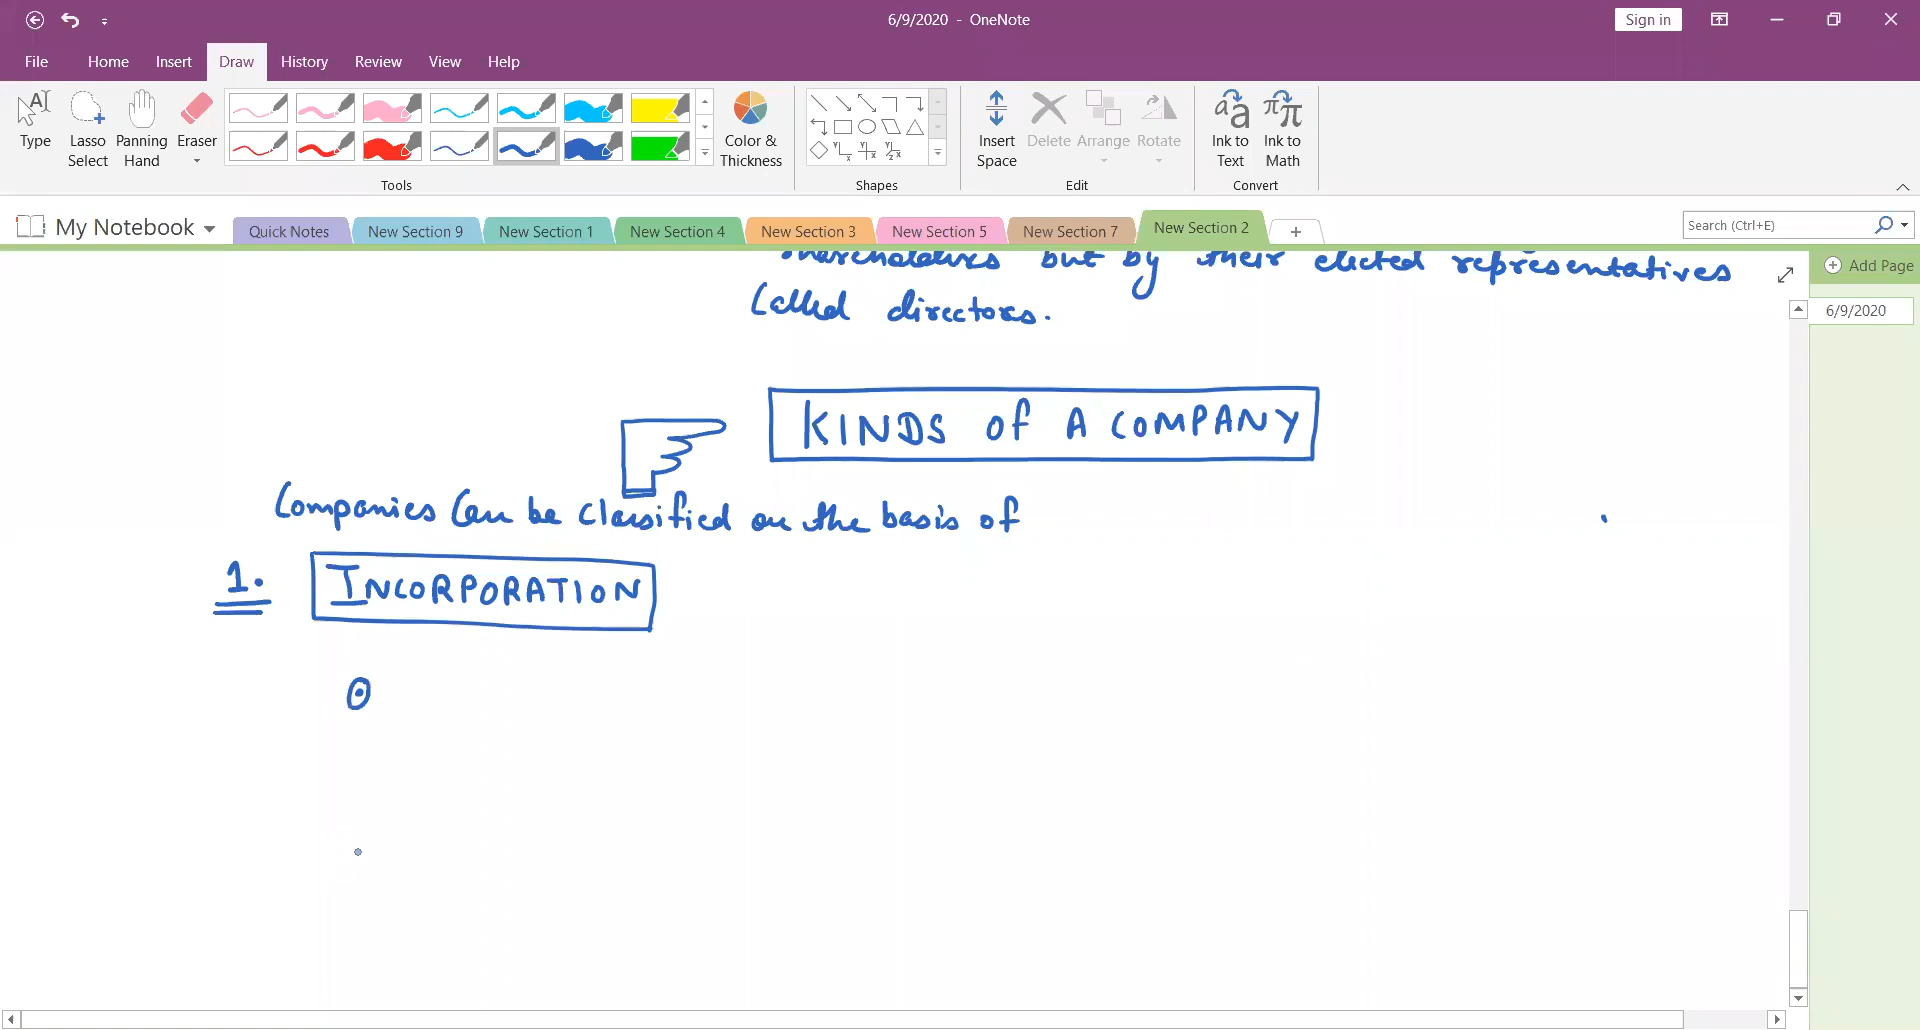 6/9/2020 - OneNote
Sign in
File Home Insert Draw History Review View Help
Type
Lasso Select
Panning Hand
Eraser
Color & Thickness
Insert Space
Delete
Arrange
Rotate
Ink to Text
Ink to Math
Tools Shapes Edit Convert
My Notebook
Quick Notes New Section 9 New Section 1 New Section 4 New Section 3 New Section 5 New Section 7 New Section 2
Search (Ctrl+E)
Add Page
6/9/2020
shareholders but by their elected representatives
Called directors.
KINDS of A COMPANY
Companies Can be classified on the basis of
1. INCORPORATION